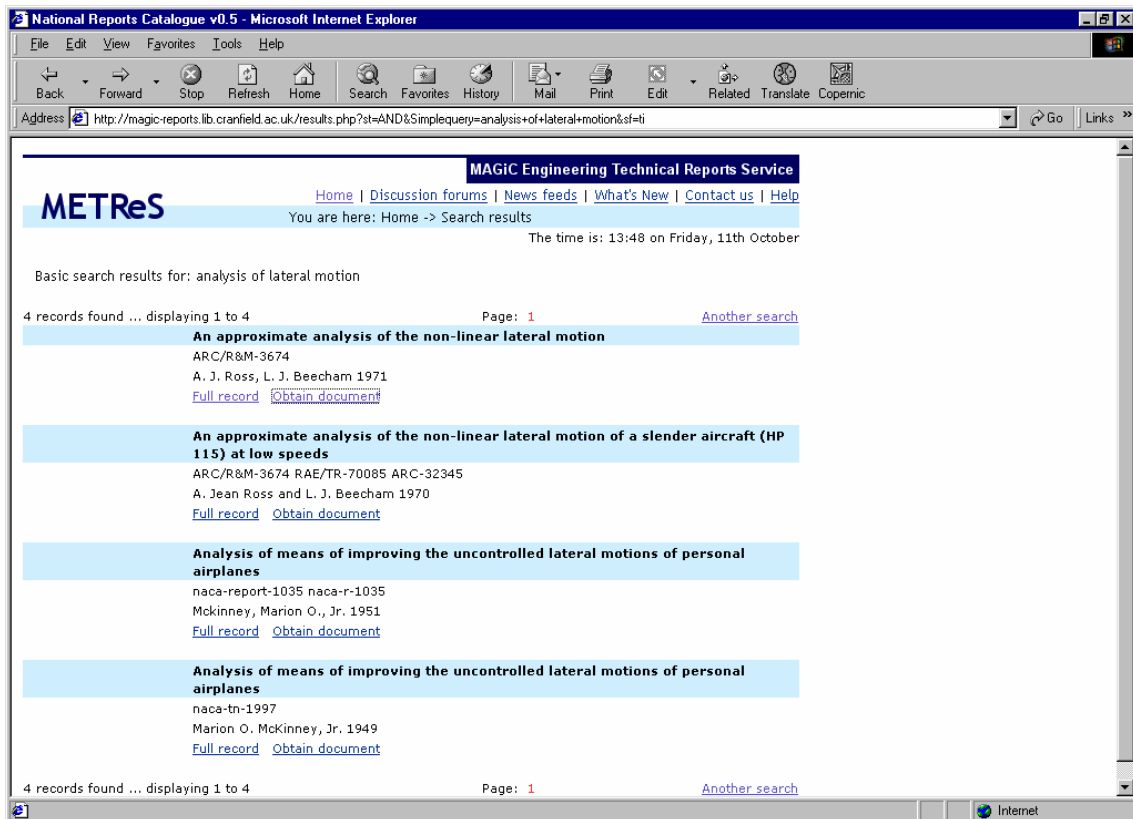 National Reports Catalogue v0.5 - Microsoft Internet Explorer
File Edit View Favorites Tools Help
Back Forward Stop Refresh Home Search Favorites History Mail Print Edit Related Translate Copernic
Address http://magic-reports.lib.cranfield.ac.uk/results.php?st=AND&Simplequery=analysis+of+lateral+motion&sf=ti Go Links »
MAGiC Engineering Technical Reports Service
METReS
Home | Discussion forums | News feeds | What's New | Contact us | Help
You are here: Home -> Search results
The time is: 13:48 on Friday, 11th October
Basic search results for: analysis of lateral motion
4 records found ... displaying 1 to 4 Page: 1 Another search
An approximate analysis of the non-linear lateral motion
ARC/R&M-3674
A. J. Ross, L. J. Beecham 1971
Full record Obtain document
An approximate analysis of the non-linear lateral motion of a slender aircraft (HP
115) at low speeds
ARC/R&M-3674 RAE/TR-70085 ARC-32345
A. Jean Ross and L. J. Beecham 1970
Full record Obtain document
Analysis of means of improving the uncontrolled lateral motions of personal
airplanes
naca-report-1035 naca-r-1035
Mckinney, Marion O., Jr. 1951
Full record Obtain document
Analysis of means of improving the uncontrolled lateral motions of personal
airplanes
naca-tn-1997
Marion O. McKinney, Jr. 1949
Full record Obtain document
4 records found ... displaying 1 to 4 Page: 1 Another search
Internet